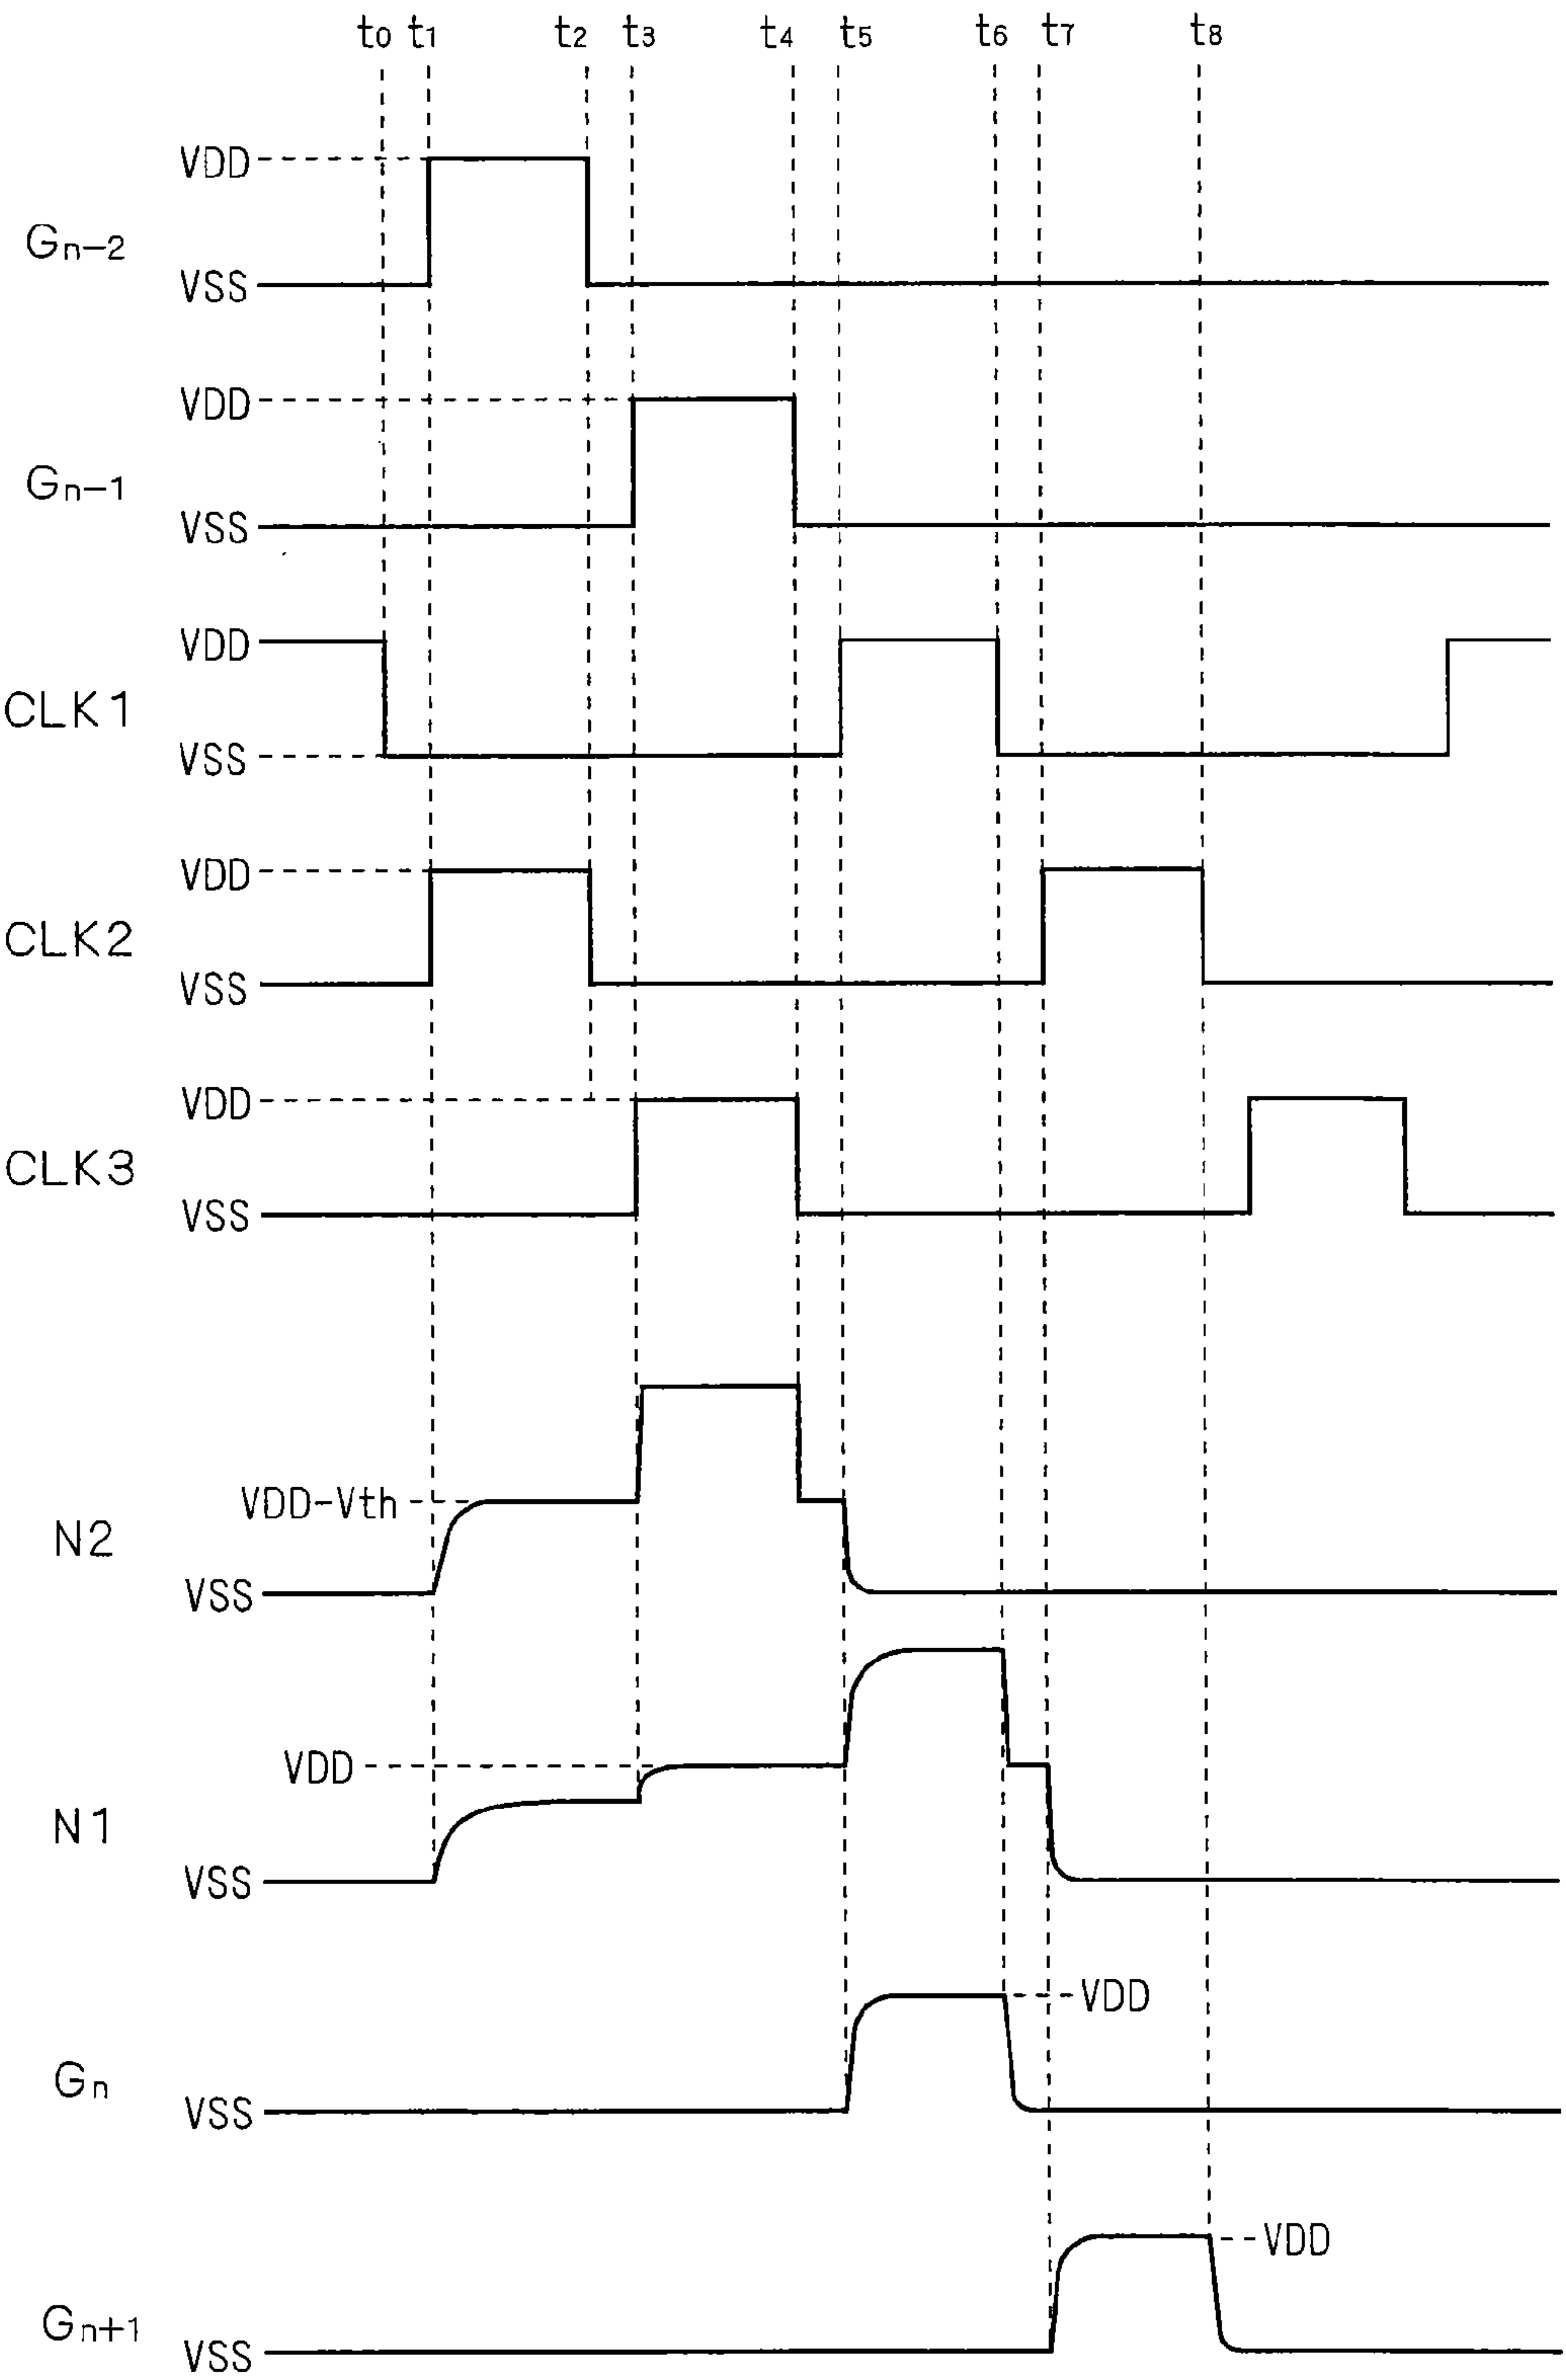 t0 t1 t2 t3 t4 t5 t6 t7 t8
VDD
Gn-2
VSS
VDD
Gn-1
VSS
VDD
CLK1
VSS
VDD
CLK2
VSS
VDD
CLK3
VSS
VDD-Vth
N2
VSS
VDD
N1
VSS
VDD
Gn
VSS
VDD
Gn+1
VSS